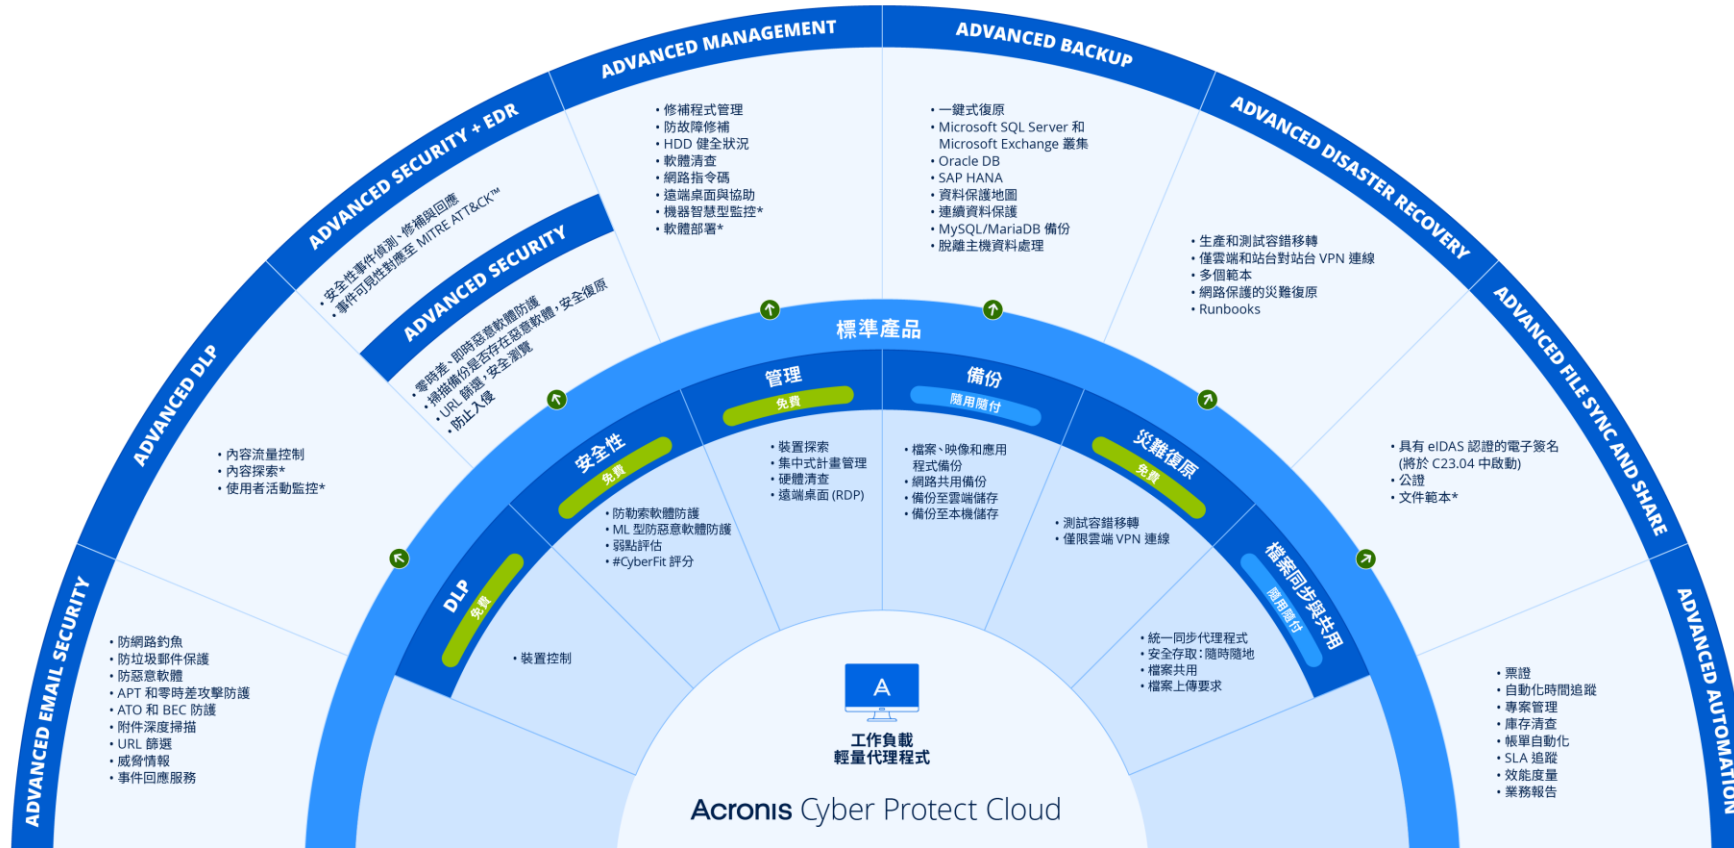 ADVANCED EMAIL SECURITY
• 防網路釣魚
• 防垃圾郵件保護
• 防惡意軟體
• APT 和零時差攻擊防護
• ATO 和 BEC 防護
• 附件深度掃描
• URL 篩選
• 威脅情報
• 事件回應服務
ADVANCED DLP
• 內容流量控制
• 內容探索*
• 使用者活動監控*
ADVANCED SECURITY + EDR
• 安全性事件偵測、修補與回應
• 事件可見性對應至 MITRE ATT&CK™
ADVANCED SECURITY
• 零時差、即時惡意軟體防護
• 掃描備份是否存在惡意軟體，安全復原
• URL 篩選，安全瀏覽
• 防止入侵
ADVANCED MANAGEMENT
• 修補程式管理
• 防故障修補
• HDD 健全狀況
• 軟體清查
• 網路指令碼
• 遠端桌面與協助
• 機器智慧型監控*
• 軟體部署*
ADVANCED BACKUP
• 一鍵式復原
• Microsoft SQL Server 和
Microsoft Exchange 叢集
• Oracle DB
• SAP HANA
• 資料保護地圖
• 連續資料保護
• MySQL/MariaDB 備份
• 脫離主機資料處理
ADVANCED DISASTER RECOVERY
• 生產和測試容錯移轉
• 僅雲端和站台對站台 VPN 連線
• 多個範本
• 網路保護的災難復原
• Runbooks
ADVANCED FILE SYNC AND SHARE
• 具有 eIDAS 認證的電子簽名
(將於 C23.04 中啟動)
• 公證
• 文件範本*
ADVANCED AUTOMATION
• 票證
• 自動化時間追蹤
• 專案管理
• 庫存清查
• 帳單自動化
• SLA 追蹤
• 效能度量
• 業務報告
標準產品
DLP
免費
• 裝置控制
安全性
免費
• 防勒索軟體防護
• ML 型防惡意軟體防護
• 弱點評估
• #CyberFit 評分
管理
免費
• 裝置探索
• 集中式計畫管理
• 硬體清查
• 遠端桌面 (RDP)
備份
隨用隨付
• 檔案、映像和應用
程式備份
• 網路共用備份
• 備份至雲端儲存
• 備份至本機儲存
災難復原
免費
• 測試容錯移轉
• 僅限雲端 VPN 連線
檔案同步與共用
隨用隨付
• 統一同步代理程式
• 安全存取：隨時隨地
• 檔案共用
• 檔案上傳要求
工作負載
輕量代理程式
Acronis Cyber Protect Cloud